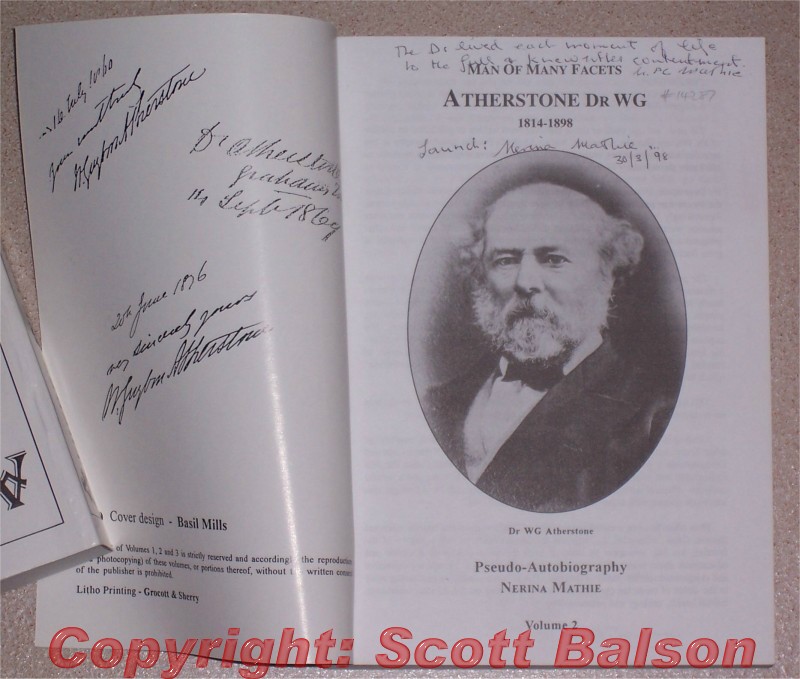 16 July 1860
yours very truly
W. Guybon Atherstone
Dr Atherstone
Grahams
14 Septr 1869
20th June 1876
very sincerely yours
W. Guybon Atherstone
Cover design - Basil Mills
of Volumes 1, 2 and 3 is strictly reserved and accordingly the reproduction
photocopying) of these volumes, or portions thereof, without the written
of the publisher is prohibited.
Litho Printing - Grocott & Sherry
The Dr lived each moment of life
to the full & knew contentment.
Mathie
MAN OF MANY FACETS
ATHERSTONE DR WG
# 14287
1814-1898
Launch: Nerina Mathie
30/3/98
Dr WG Atherstone
Pseudo-Autobiography
NERINA MATHIE
Volume 2
Copyright: Scott Balson